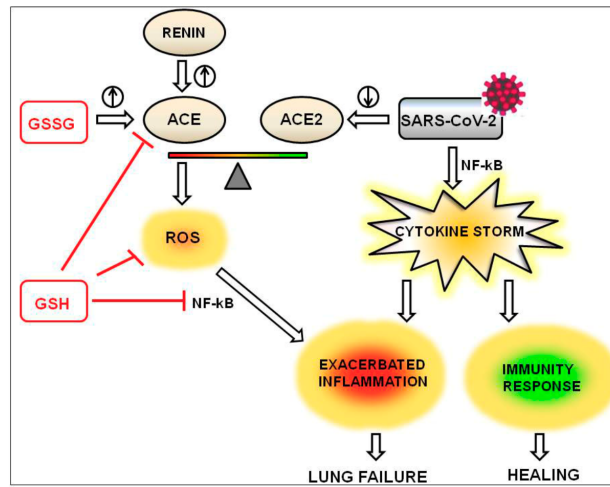 RENIN
GSSG
ACE
ACE2
SARS-CoV-2
NF-kB
ROS
CYTOKINE STORM
GSH
NF-kB
EXACERBATED
INFLAMMATION
IMMUNITY
RESPONSE
LUNG FAILURE
HEALING